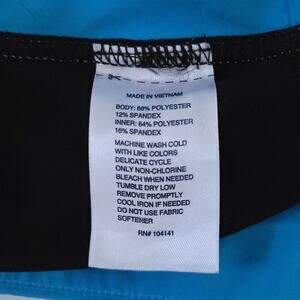 MADE IN VIETNAM
BODY: 88% POLYESTER
12% SPANDEX
INNER: 84% POLYESTER
16% SPANDEX
MACHINE WASH COLD
WITH LIKE COLORS
DELICATE CYCLE
ONLY NON-CHLORINE
BLEACH WHEN NEEDED
TUMBLE DRY LOW
REMOVE PROMPTLY
COOL IRON IF NEEDED
DO NOT USE FABRIC
SOFTENER
RN# 104141